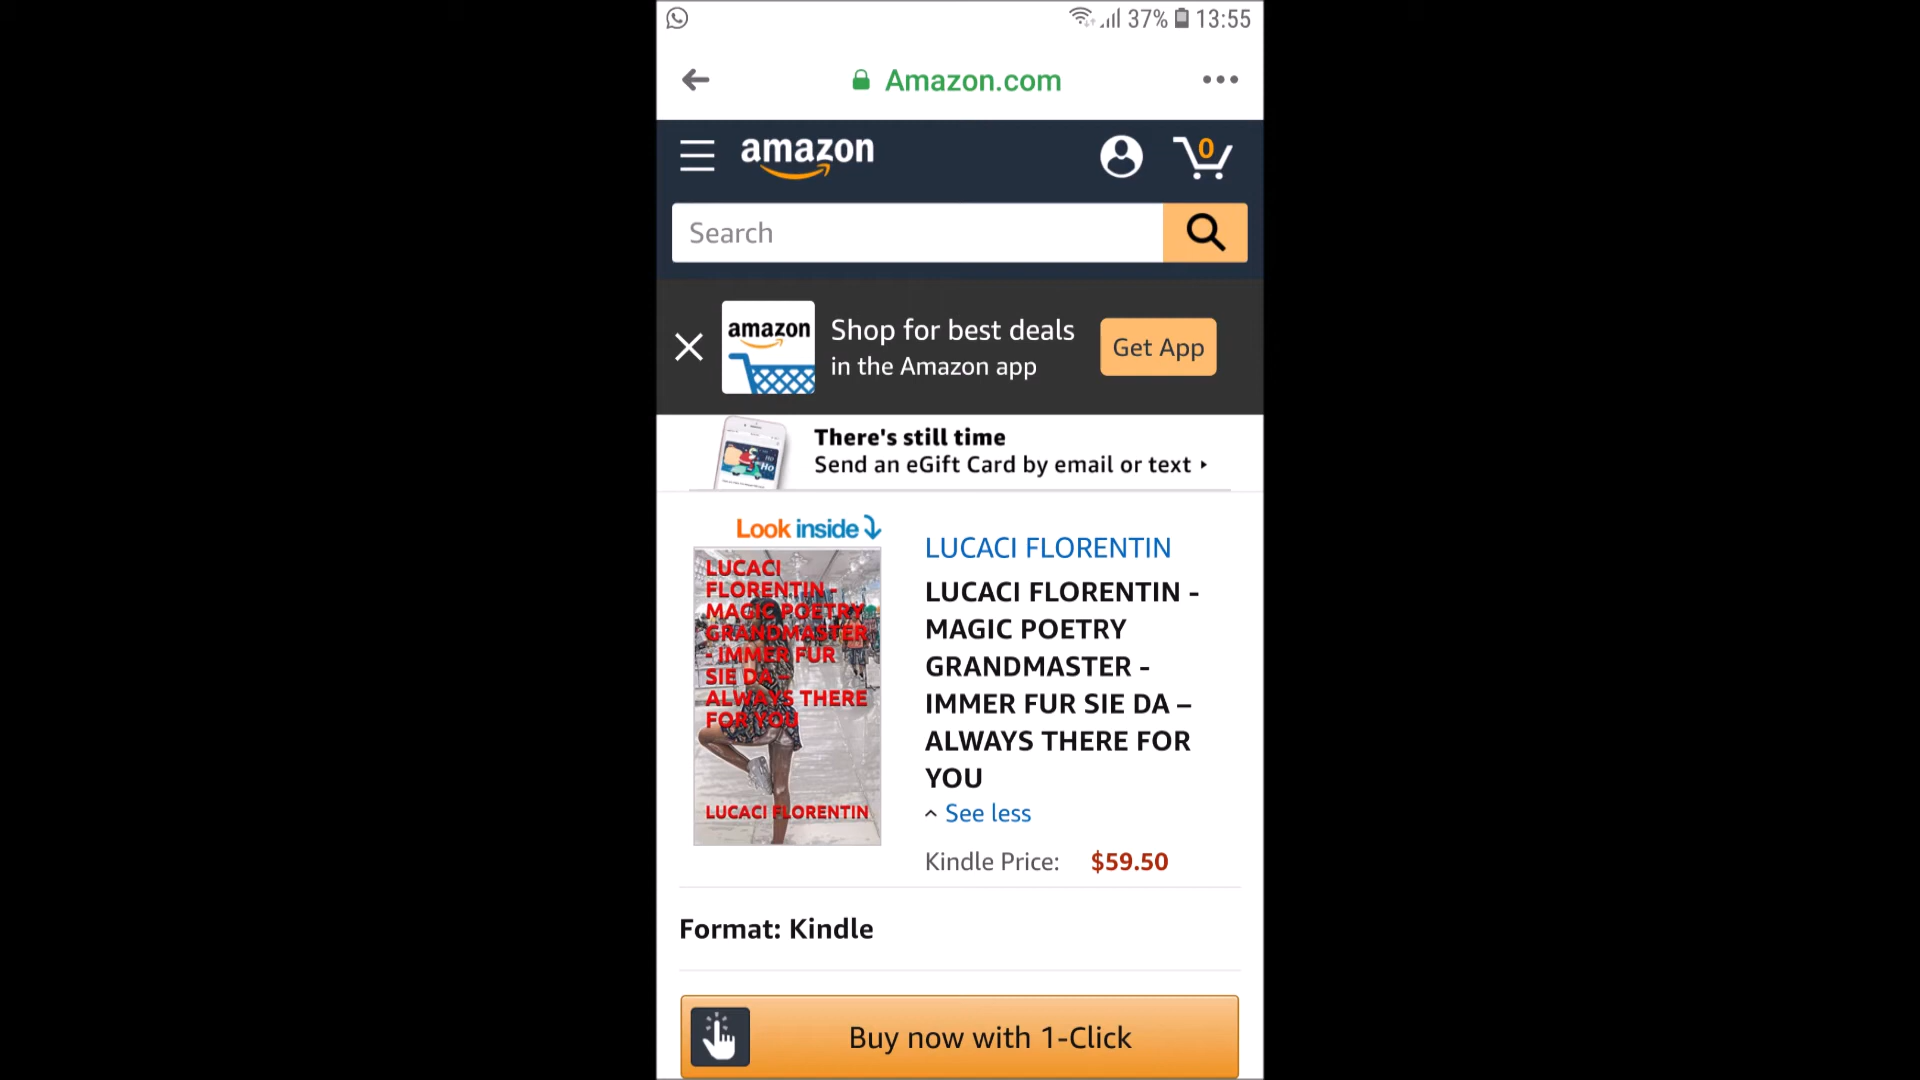 37% 13:55
Amazon.com
amazon
0
Search
amazon
Shop for best deals
in the Amazon app
Get App
There's still time
Send an eGift Card by email or text
Ho
Ho
Look inside
LUCACI
FLORENTIN -
MAGIC POETRY
GRANDMASTER
- IMMER FUR
SIE DA –
ALWAYS THERE
FOR YOU
LUCACI FLORENTIN
LUCACI FLORENTIN
LUCACI FLORENTIN -
MAGIC POETRY
GRANDMASTER -
IMMER FUR SIE DA –
ALWAYS THERE FOR
YOU
See less
Kindle Price: $59.50
Format: Kindle
Buy now with 1-Click